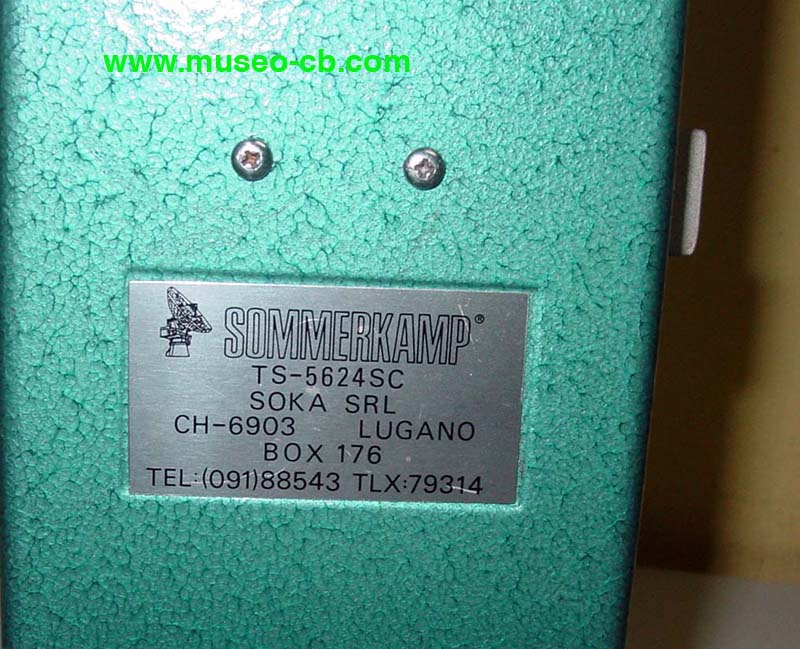 www.museo-cb.com
SOMMERKAMP®
TS-5624SC
SOKA SRL
CH-6903 LUGANO
BOX 176
TEL:(091)88543 TLX:79314